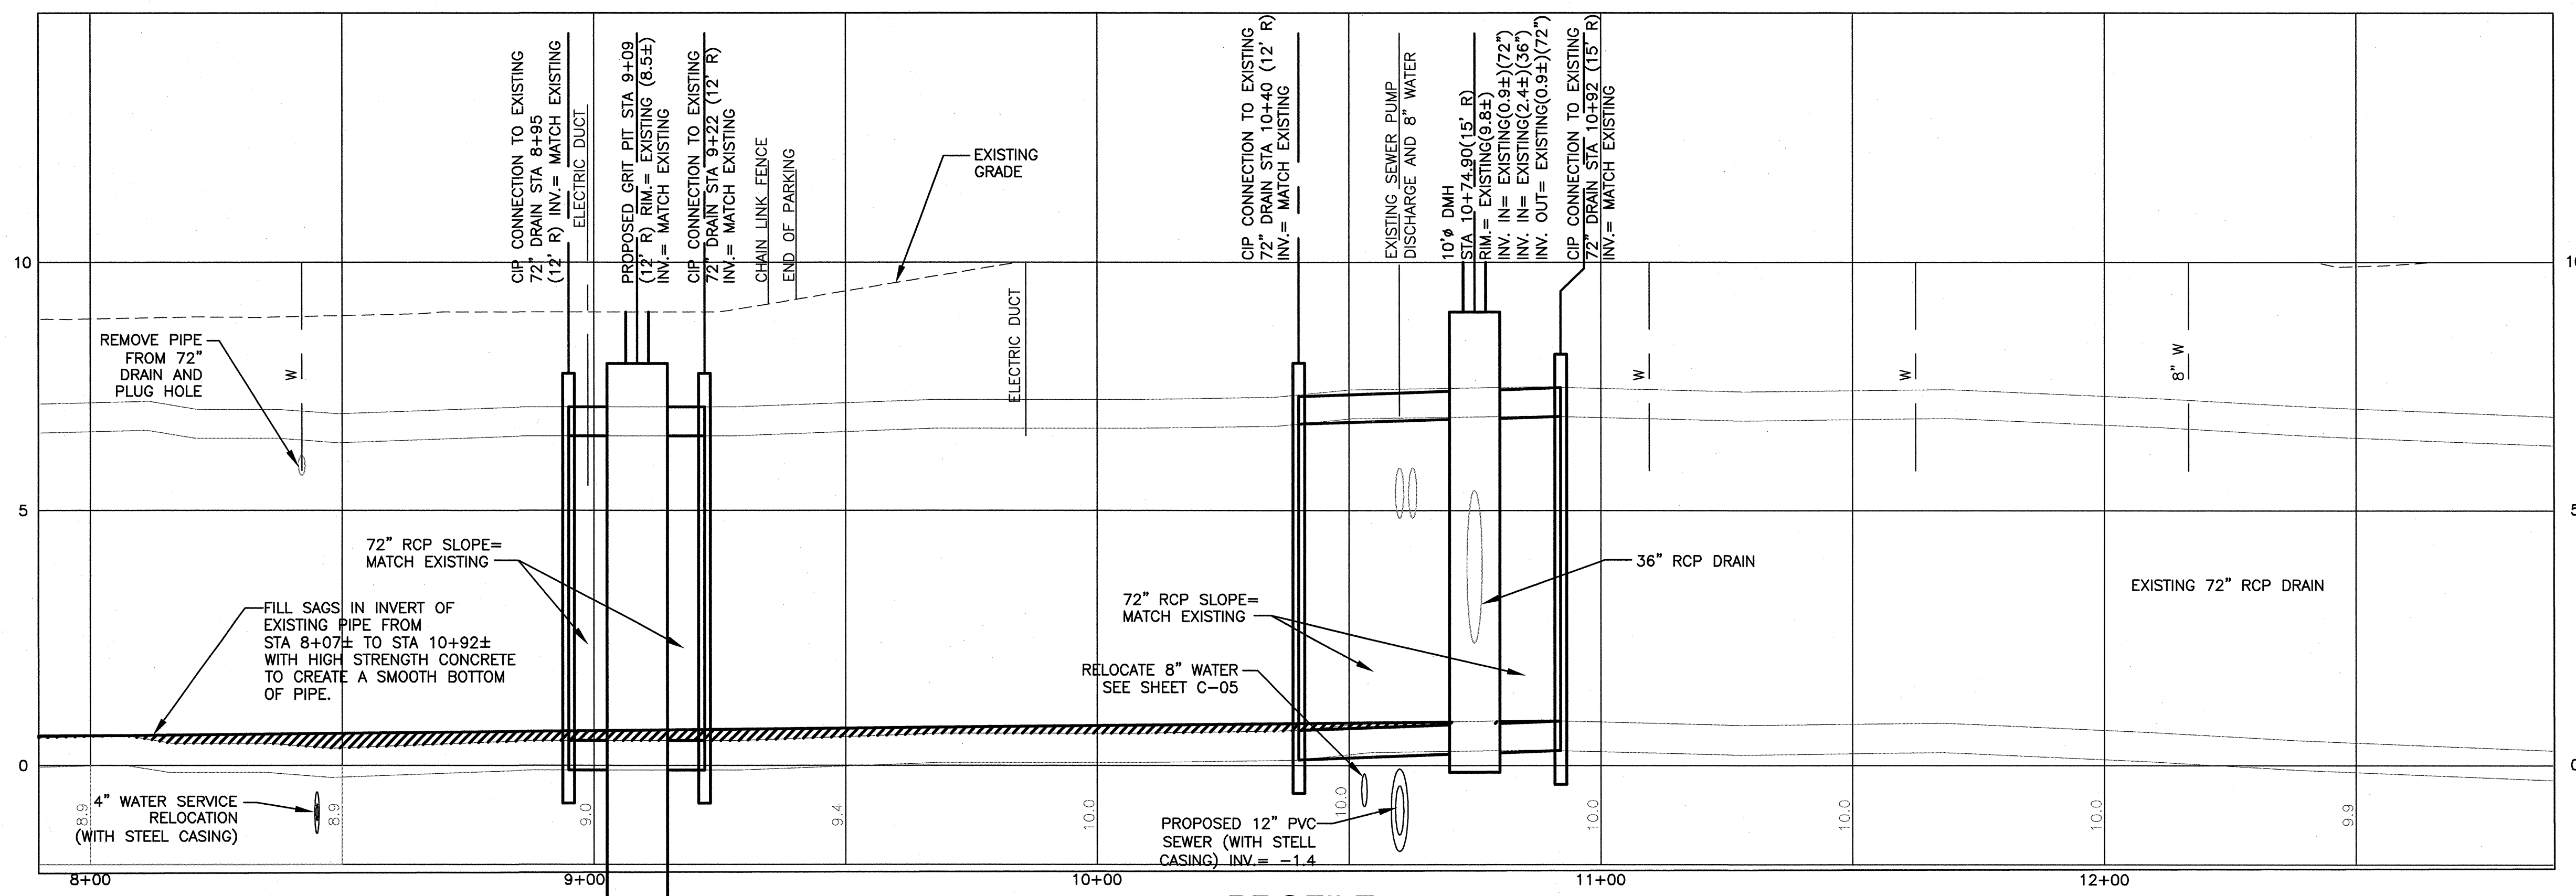 CIP CONNECTION TO EXISTING
72" DRAIN STA 8+95
(12' R) INV.= MATCH EXISTING
ELECTRIC DUCT
PROPOSED GRIT PIT STA 9+09
(12' R) RIM.= EXISTING (8.5±)
INV.= MATCH EXISTING
CIP CONNECTION TO EXISTING
72" DRAIN STA 9+22 (12' R)
INV.= MATCH EXISTING
CHAIN LINK FENCE
END OF PARKING
EXISTING
GRADE
CIP CONNECTION TO EXISTING
72" DRAIN STA 10+40 (12' R)
INV.= MATCH EXISTING
EXISTING SEWER PUMP
DISCHARGE AND 8" WATER
10'ø DMH
STA 10+74.90(15' R)
RIM.= EXISTING(9.8±)
INV. IN= EXISTING(0.9±)(72")
INV. IN= EXISTING(2.4±)(36")
INV. OUT= EXISTING(0.9±)(72")
CIP CONNECTION TO EXISTING
72" DRAIN STA 10+92 (15' R)
INV.= MATCH EXISTING
10
REMOVE PIPE
FROM 72"
DRAIN AND
PLUG HOLE
W
ELECTRIC DUCT
W
W
8" W
5
5
72" RCP SLOPE=
MATCH EXISTING
36" RCP DRAIN
EXISTING 72" RCP DRAIN
FILL SAGS IN INVERT OF
EXISTING PIPE FROM
STA 8+07± TO STA 10+92±
WITH HIGH STRENGTH CONCRETE
TO CREATE A SMOOTH BOTTOM
OF PIPE.
72" RCP SLOPE=
MATCH EXISTING
RELOCATE 8" WATER
SEE SHEET C-05
0
4" WATER SERVICE
RELOCATION
(WITH STEEL CASING)
PROPOSED 12" PVC
SEWER (WITH STELL
CASING) INV.= -1.4
8.9
8.9
9.0
9.4
10.0
10.0
10.0
10.0
10.0
9.9
8+00
9+00
10+00
11+00
12+00